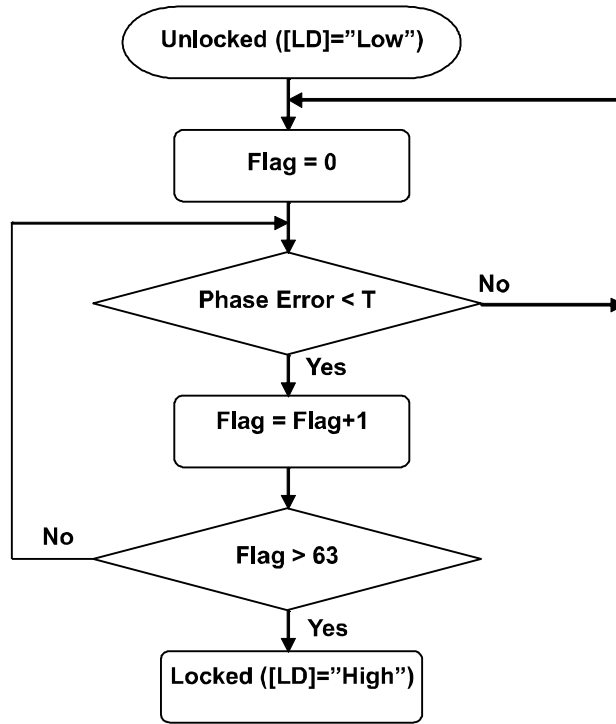 Unlocked ([LD]=”Low”)
Flag = 0
Phase Error < T
No
Yes
Flag = Flag+1
No
Flag > 63
Yes
Locked ([LD]=”High”)